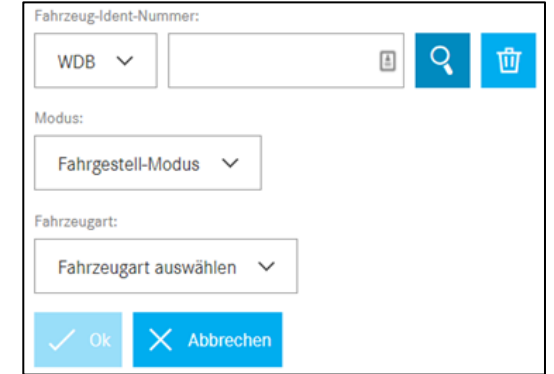 Fahrzeug-Ident-Nummer:
WDB
Modus:
Fahrgestell-Modus
Fahrzeugart:
Fahrzeugart auswählen
Ok Abbrechen